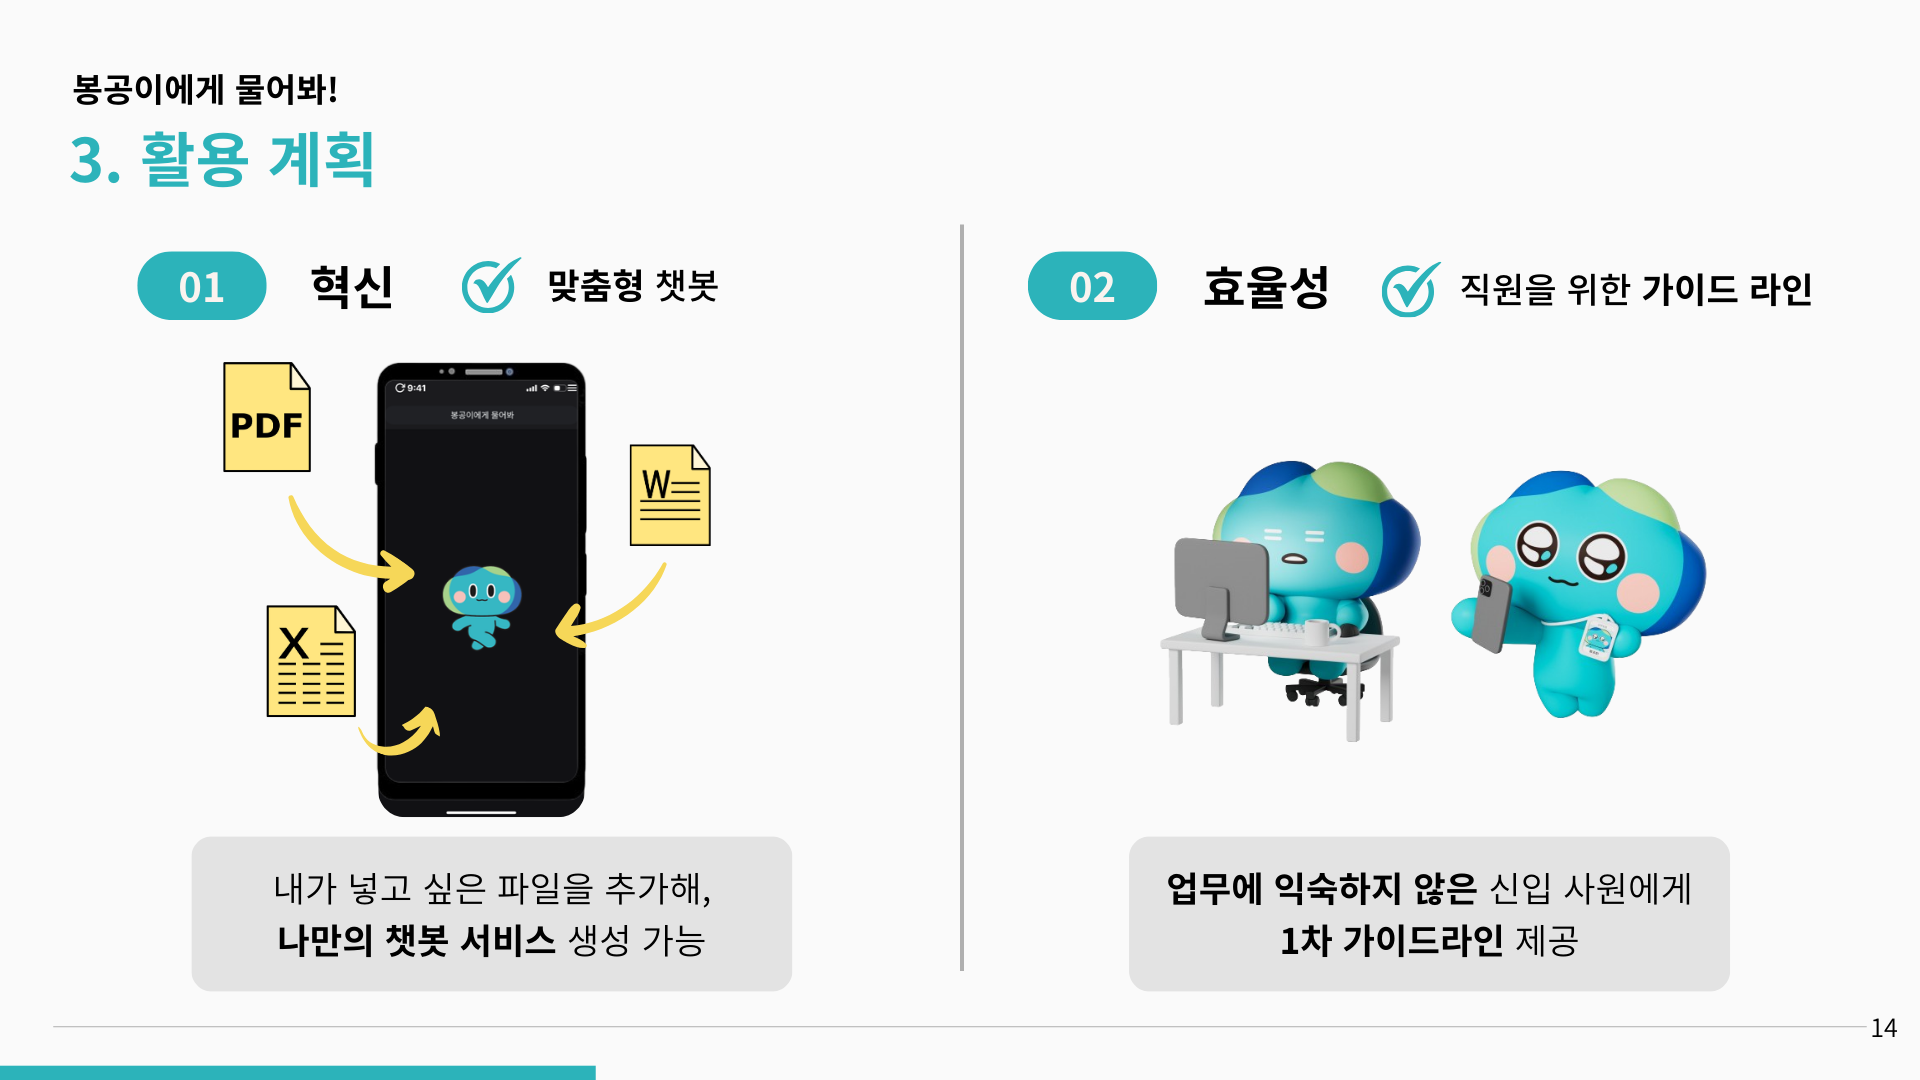 봉공이에게 물어봐!
3. 활용 계획
01
혁신
맞춤형 챗봇
PDF
9:41
봉공이에게 물어봐
W
X
내가 넣고 싶은 파일을 추가해,
나만의 챗봇 서비스 생성 가능
02
효율성
직원을 위한 가이드 라인
업무에 익숙하지 않은 신입 사원에게
1차 가이드라인 제공
14